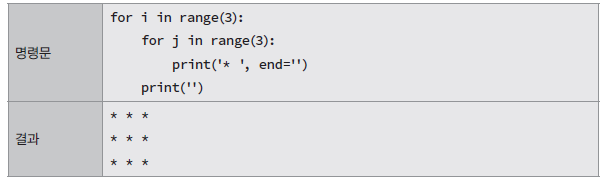 명령문
for i in range(3):
    for j in range(3):
        print('* ', end='')
    print('')
결과
* * *
* * *
* * *